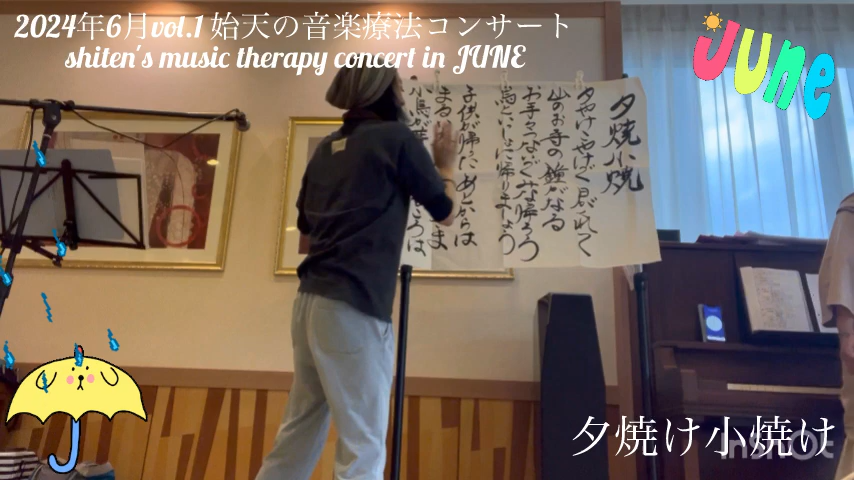 2024年6月vol.1 始天の音楽療法コンサート
shiten's music therapy concert in JUNE
JUNE
夕焼小焼
夕やけこやけで日がくれて
山のお寺の鐘がなる
お手々つないでみな帰ろう
烏といっしょに帰りましょう
子供が帰った あとからは
夕焼け小焼け
INSHOT